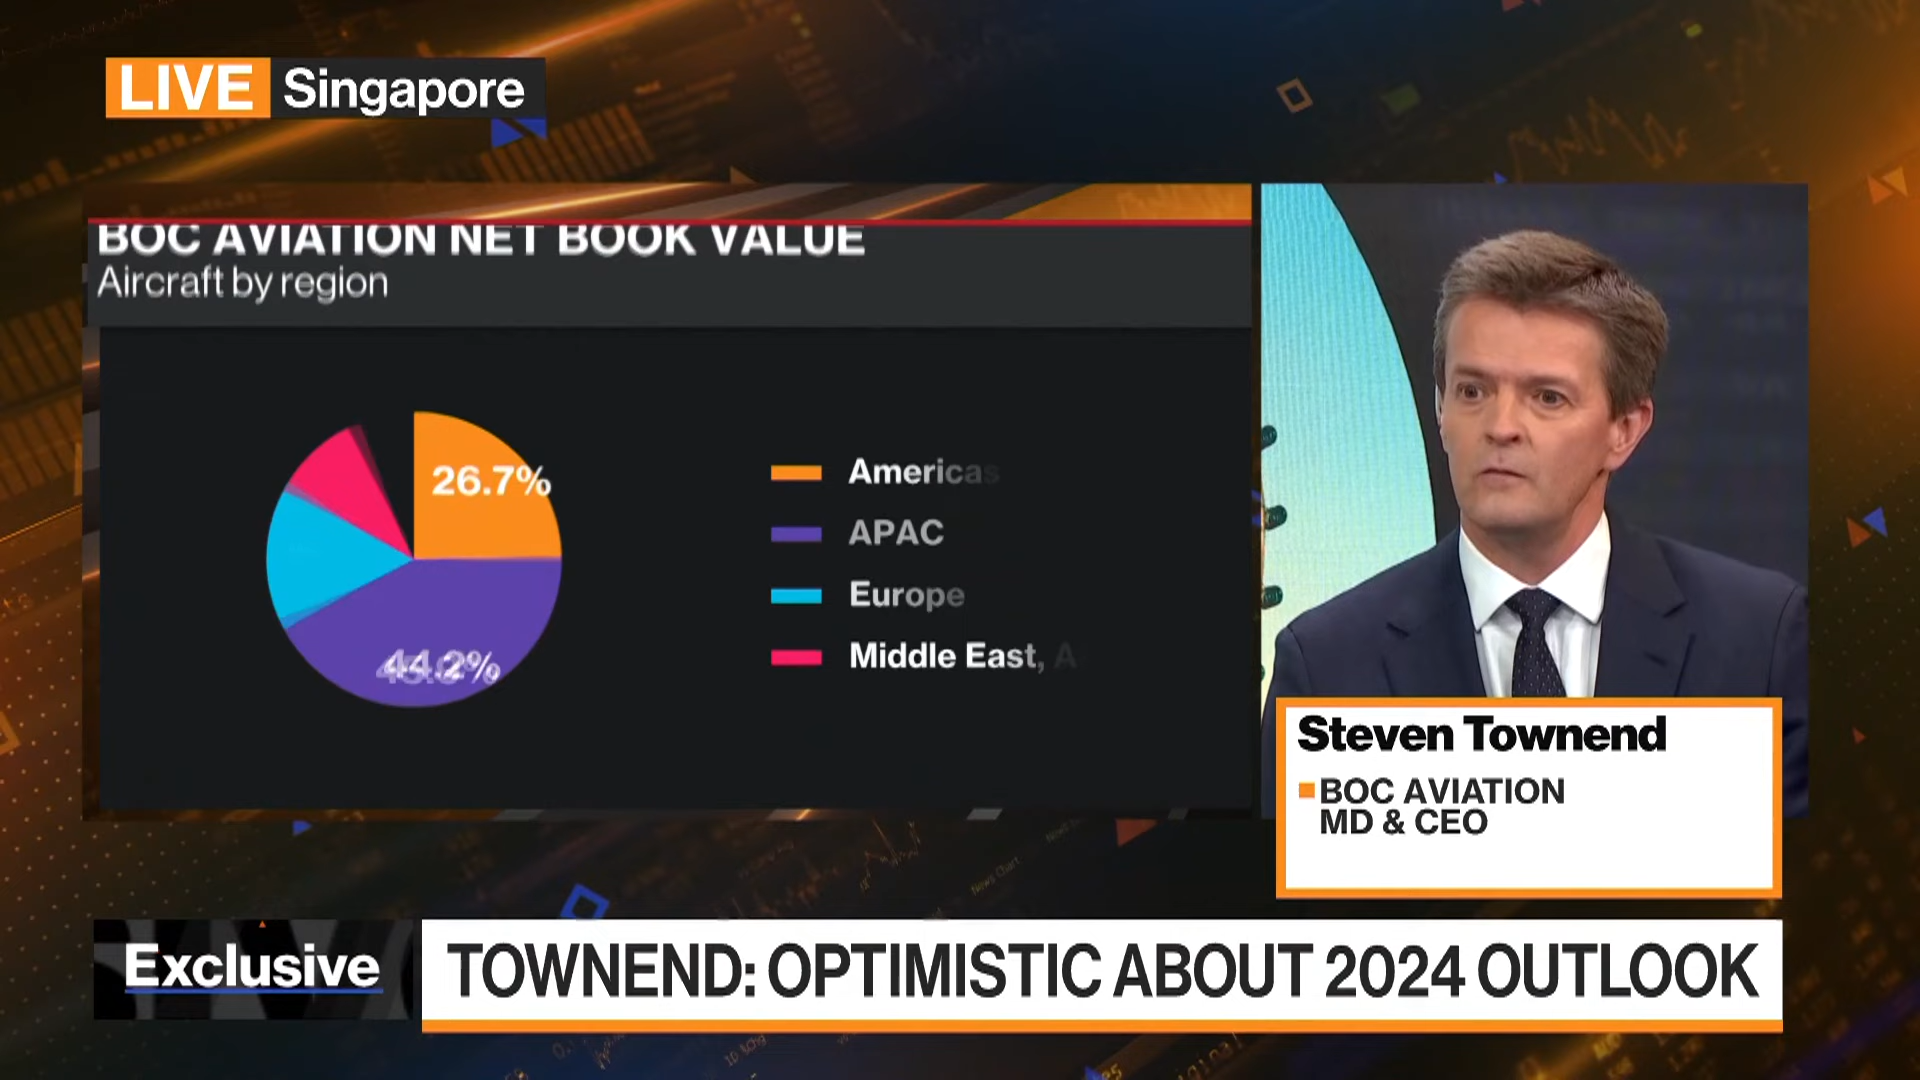 LIVE Singapore
BOC AVIATION NET BOOK VALUE
Aircraft by region
26.7%
Americas
APAC
Europe
Middle East,
Steven Townend
BOC AVIATION
MD & CEO
Exclusive
TOWNEND: OPTIMISTIC ABOUT 2024 OUTLOOK